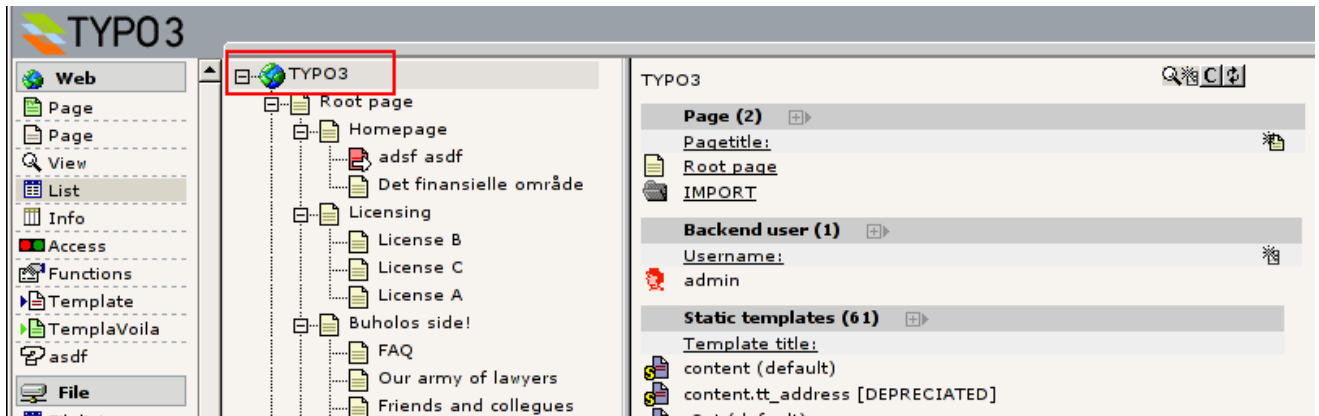 TYPO3
Web
Page
Page
View
List
Info
Access
Functions
Template
TemplaVoila
asdf
File
TYPO3
Root page
Homepage
adsf asdf
Det finansielle område
Licensing
License B
License C
License A
Buholos side!
FAQ
Our army of lawyers
Friends and collegues
TYPO3
C
Page (2)
Pagetitle:
Root page
IMPORT
Backend user (1)
Username:
admin
Static templates (61)
Template title:
content (default)
content.tt_address [DEPRECIATED]